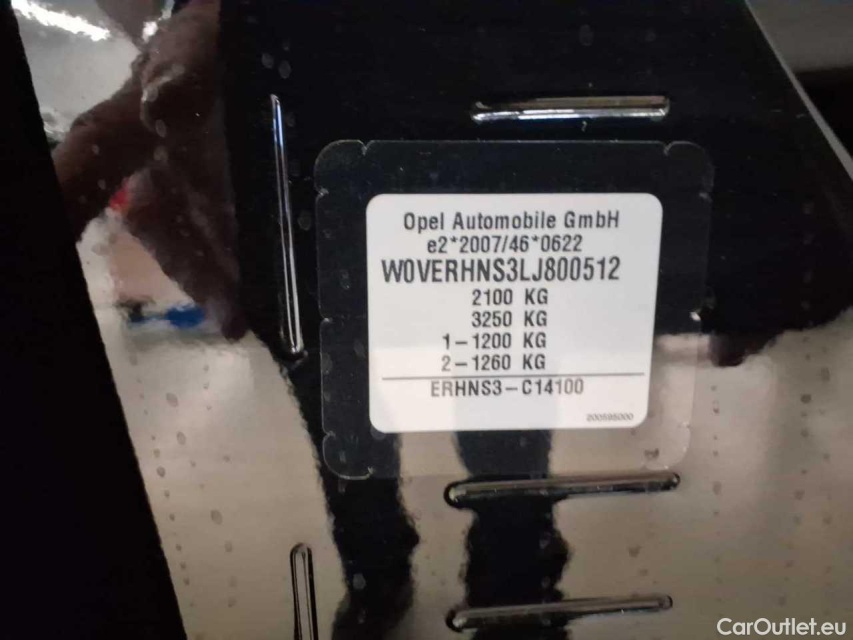 Opel Automobile GmbH
e2*2007/46*0622
W0VERHNS3LJ800512
2100 KG
3250 KG
1-1200 KG
2-1260 KG
ERHNS3-C14100
200595000
CarOutlet.eu